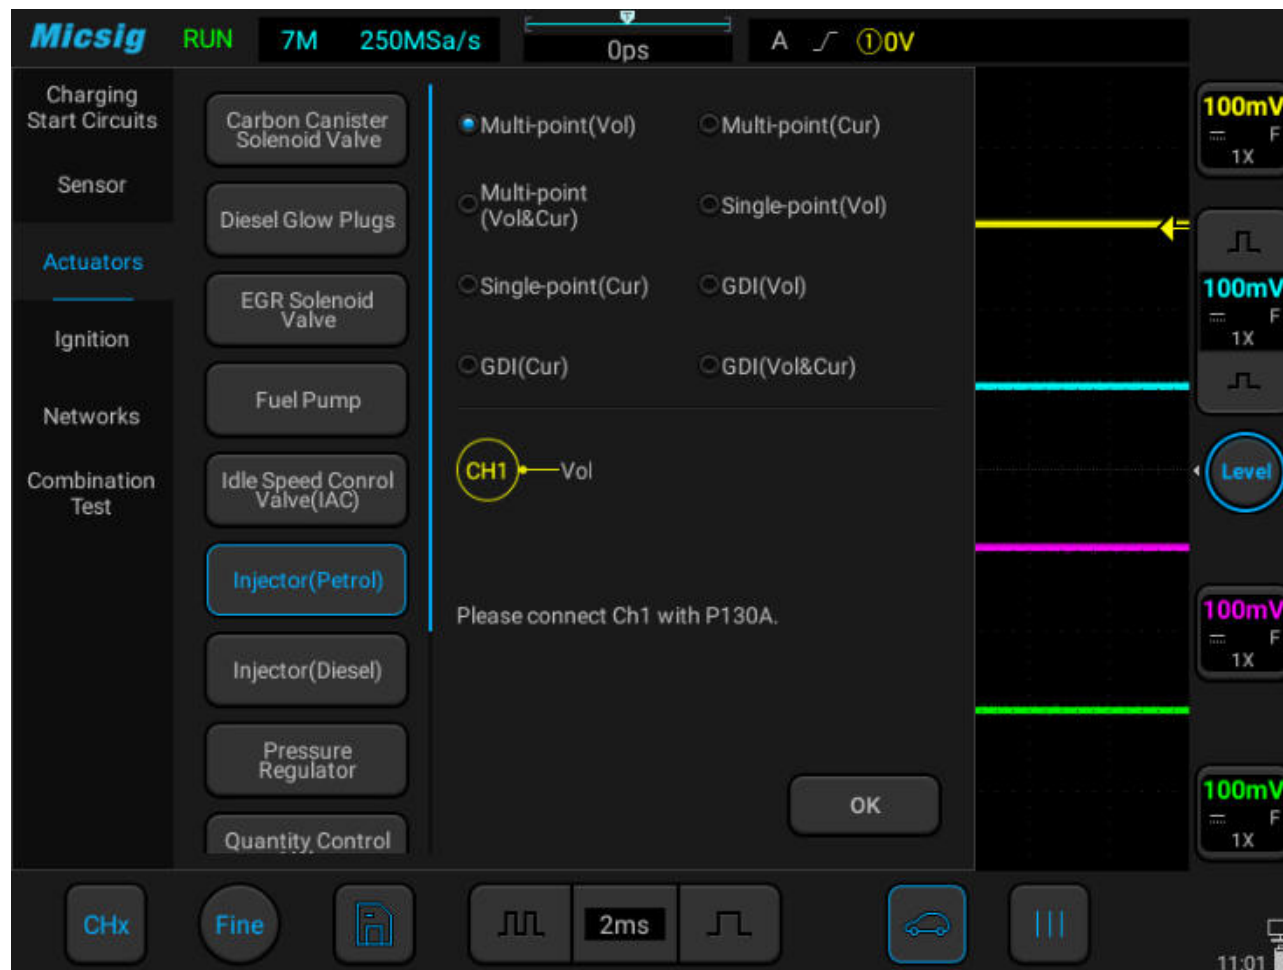 Micsig RUN 7M 250MSa/s T 0ps A ①0V
Charging
Start Circuits
Sensor
Actuators
Ignition
Networks
Combination
Test
Carbon Canister
Solenoid Valve
Diesel Glow Plugs
EGR Solenoid
Valve
Fuel Pump
Idle Speed Conrol
Valve(IAC)
Injector(Petrol)
Injector(Diesel)
Pressure
Regulator
Quantity Control
Multi-point(Vol) Multi-point(Cur)
Multi-point
(Vol&Cur)
Single-point(Vol)
Single-point(Cur) GDI(Vol)
GDI(Cur) GDI(Vol&Cur)
CH1 Vol
Please connect Ch1 with P130A.
OK
100mV
F
1X
100mV
F
1X
Level
100mV
F
1X
100mV
F
1X
CHx Fine 2ms
11:01